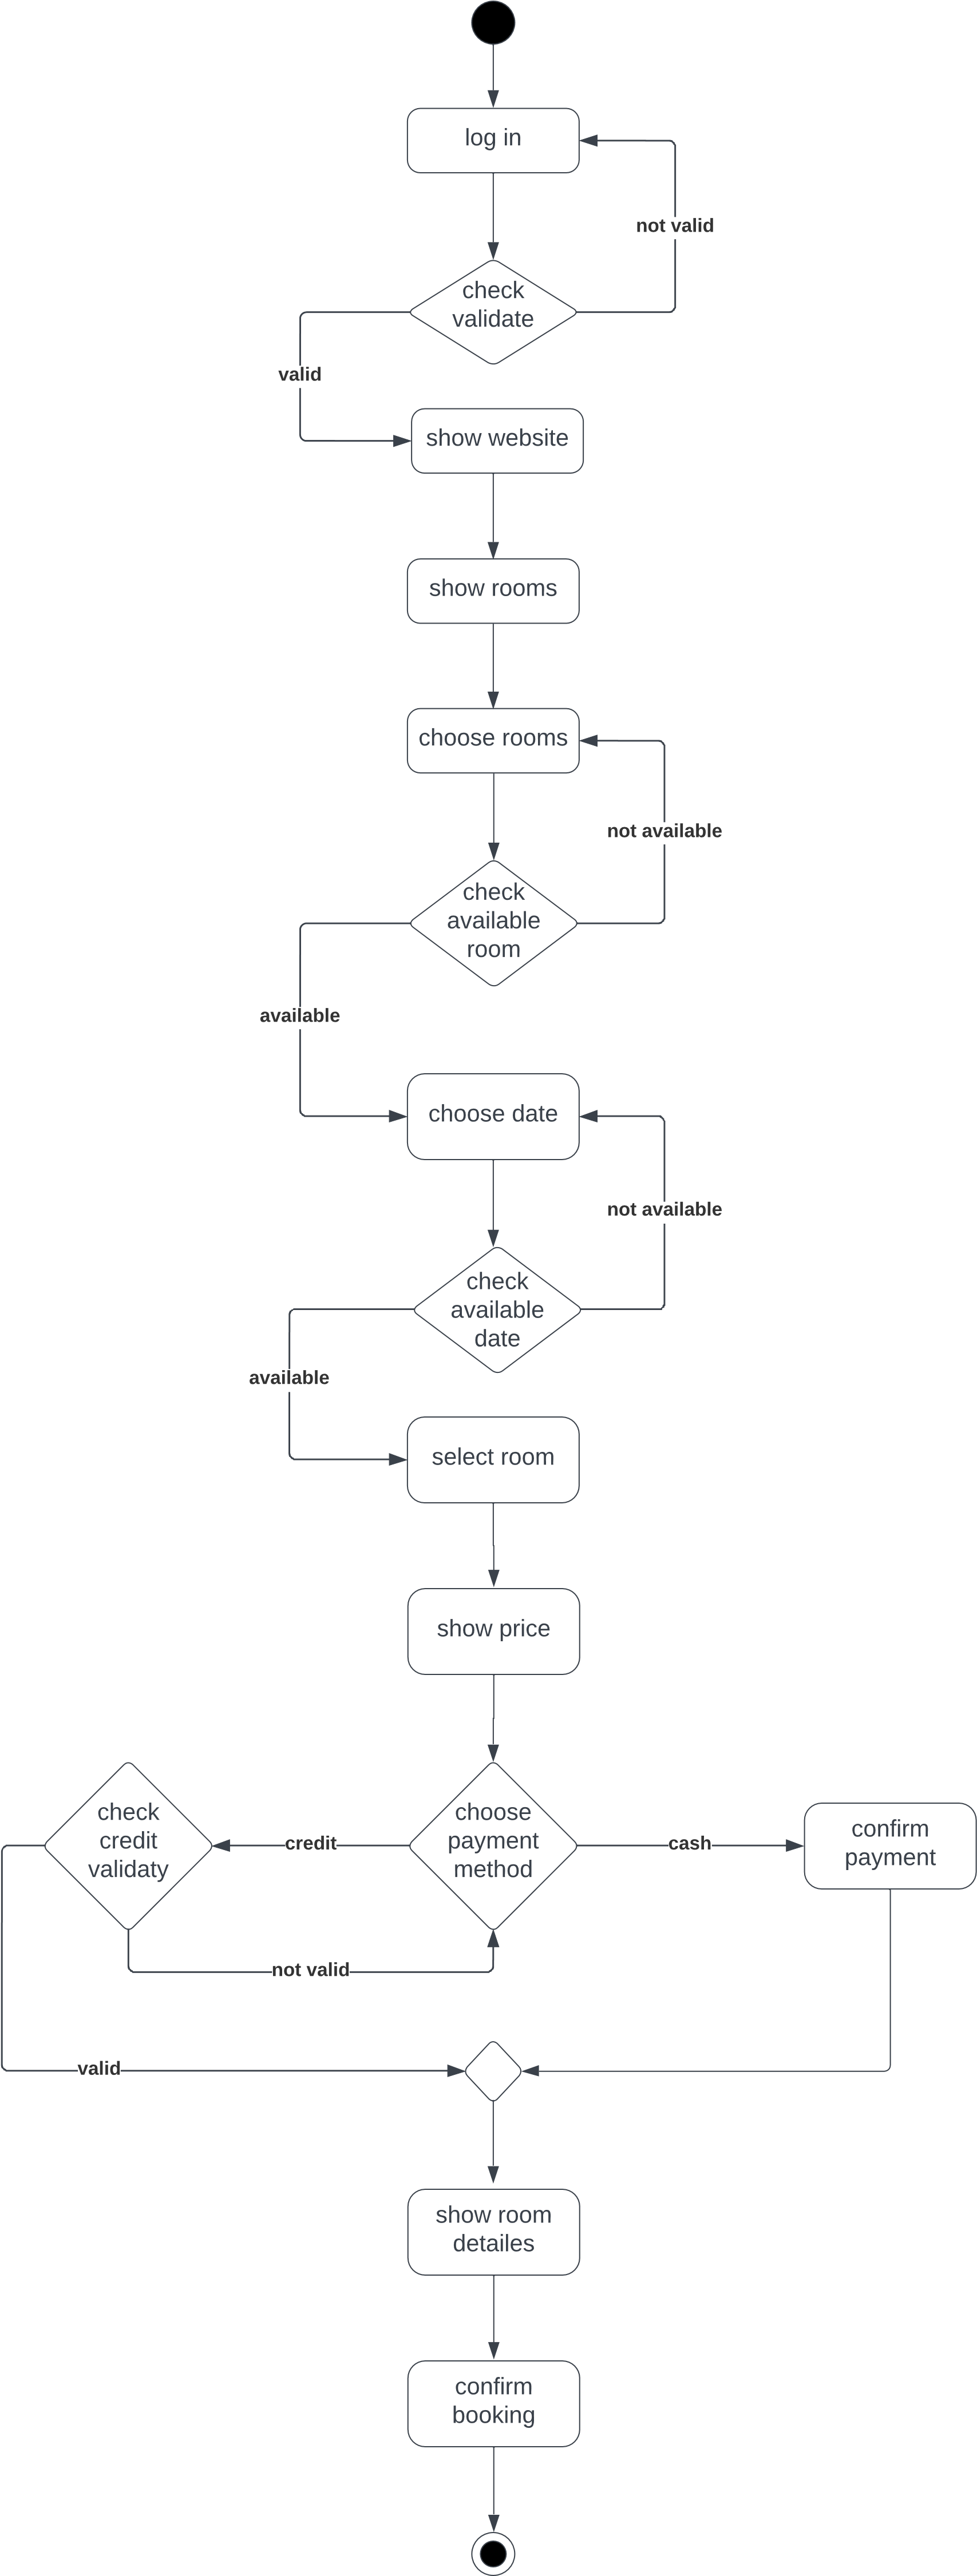 log in
not valid
check
validate
valid
show website
show rooms
choose rooms
not available
check
available
room
available
choose date
not available
check
available
date
available
select room
show price
check
credit
validaty
credit
choose
payment
method
cash
confirm
payment
not valid
valid
show room
detailes
confirm
booking